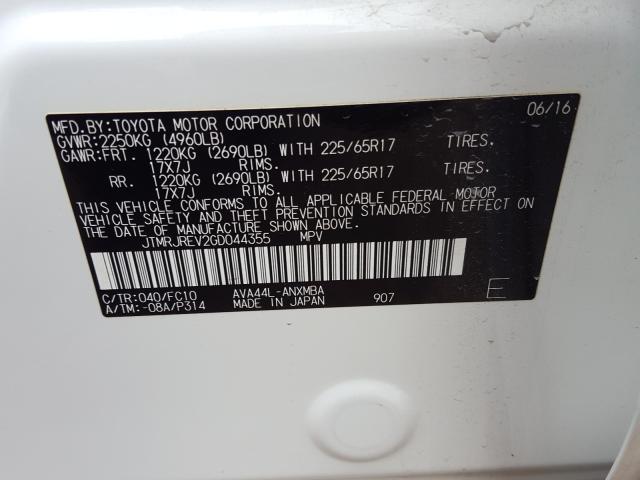 MFD.BY:TOYOTA MOTOR CORPORATION 06/16
GVWR:2250KG (4960LB)
GAWR:FRT. 1220KG (2690LB) WITH 225/65R17 TIRES.
17X7J RIMS.
RR. 1220KG (2690LB) WITH 225/65R17 TIRES.
17X7J RIMS.
THIS VEHICLE CONFORMS TO ALL APPLICABLE FEDERAL MOTOR
VEHICLE SAFETY AND THEFT PREVENTION STANDARDS IN EFFECT ON
THE DATE OF MANUFACTURE SHOWN ABOVE.
JTMRJREV2GD044355 MPV
C/TR:040/FC10 AVA44L-ANXMBA
A/TM:-08A/P314 MADE IN JAPAN 907 E